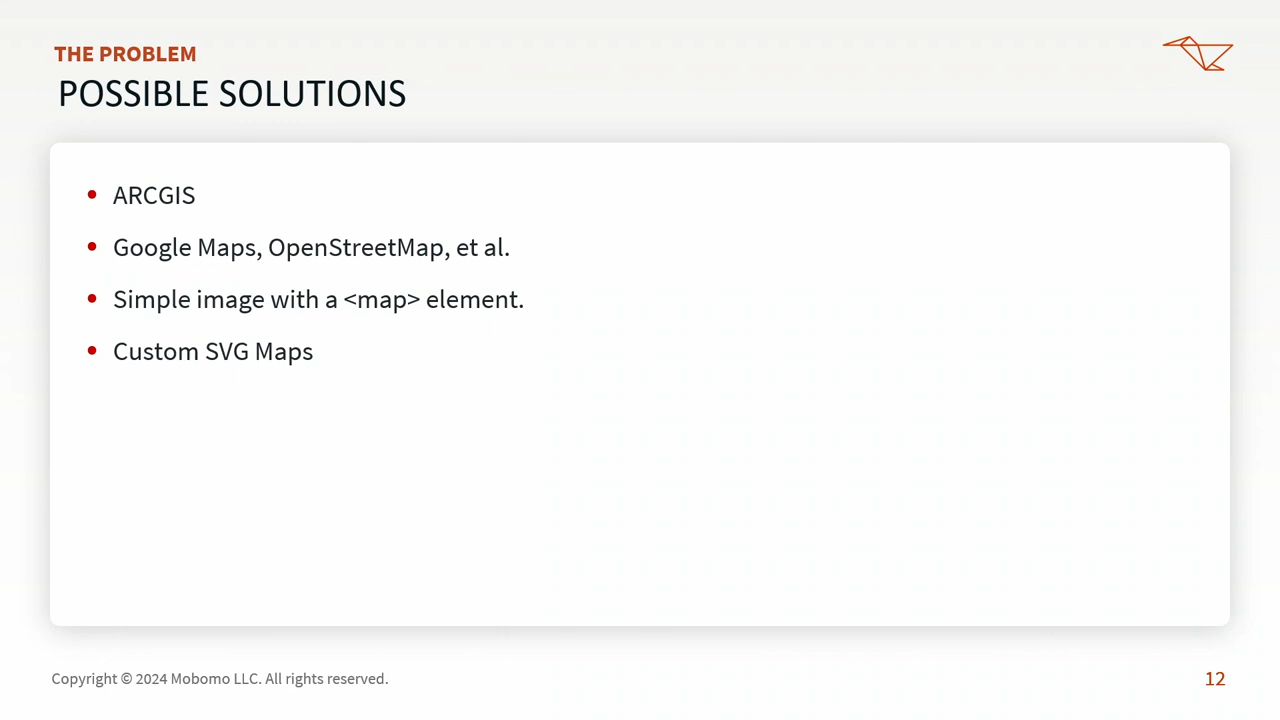 THE PROBLEM
POSSIBLE SOLUTIONS
• ARCGIS
• Google Maps, OpenStreetMap, et al.
• Simple image with a <map> element.
• Custom SVG Maps
Copyright © 2024 Mobomo LLC. All rights reserved.
12